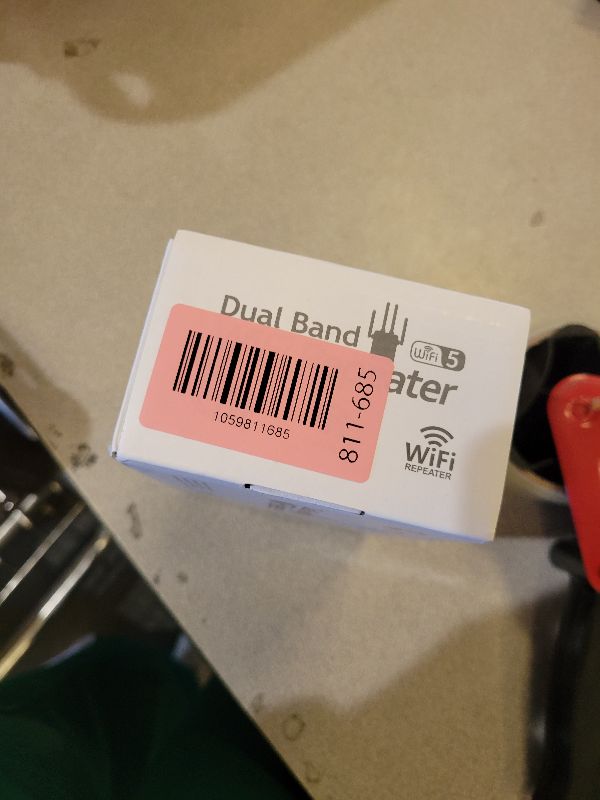 Dual Band
WiFi 5
ater
1059811685
811-685
WiFi
REPEATER